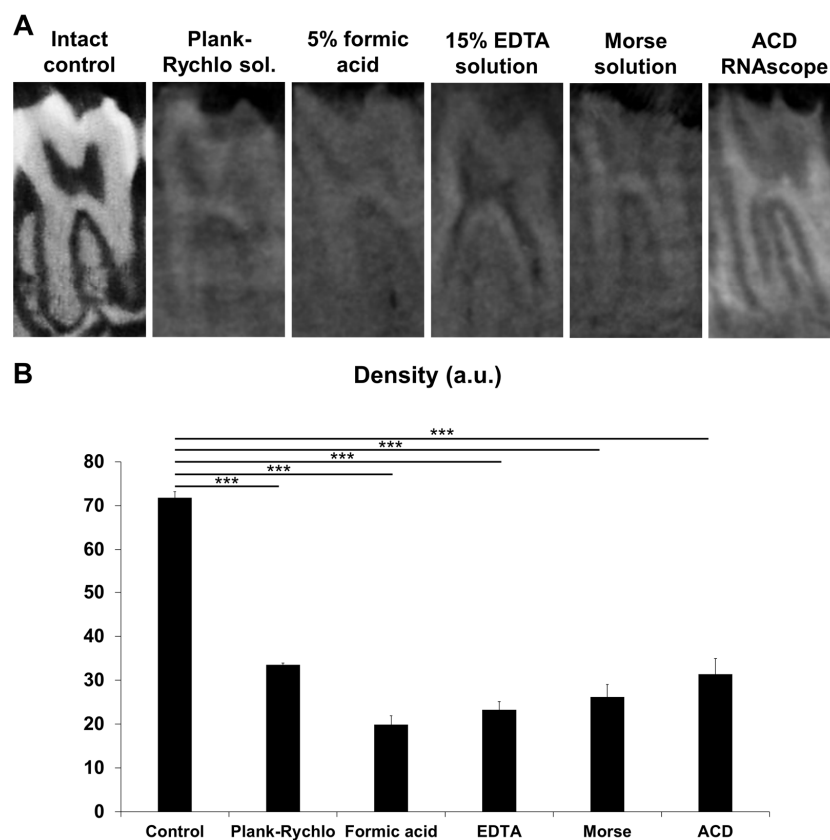 A
Intact
control
Plank-
Rychlo sol.
5% formic
acid
15% EDTA
solution
Morse
solution
ACD
RNAscope
B
Density (a.u.)
***
***
***
***
***
80
70
60
50
40
30
20
10
0
Control
Plank-Rychlo
Formic acid
EDTA
Morse
ACD